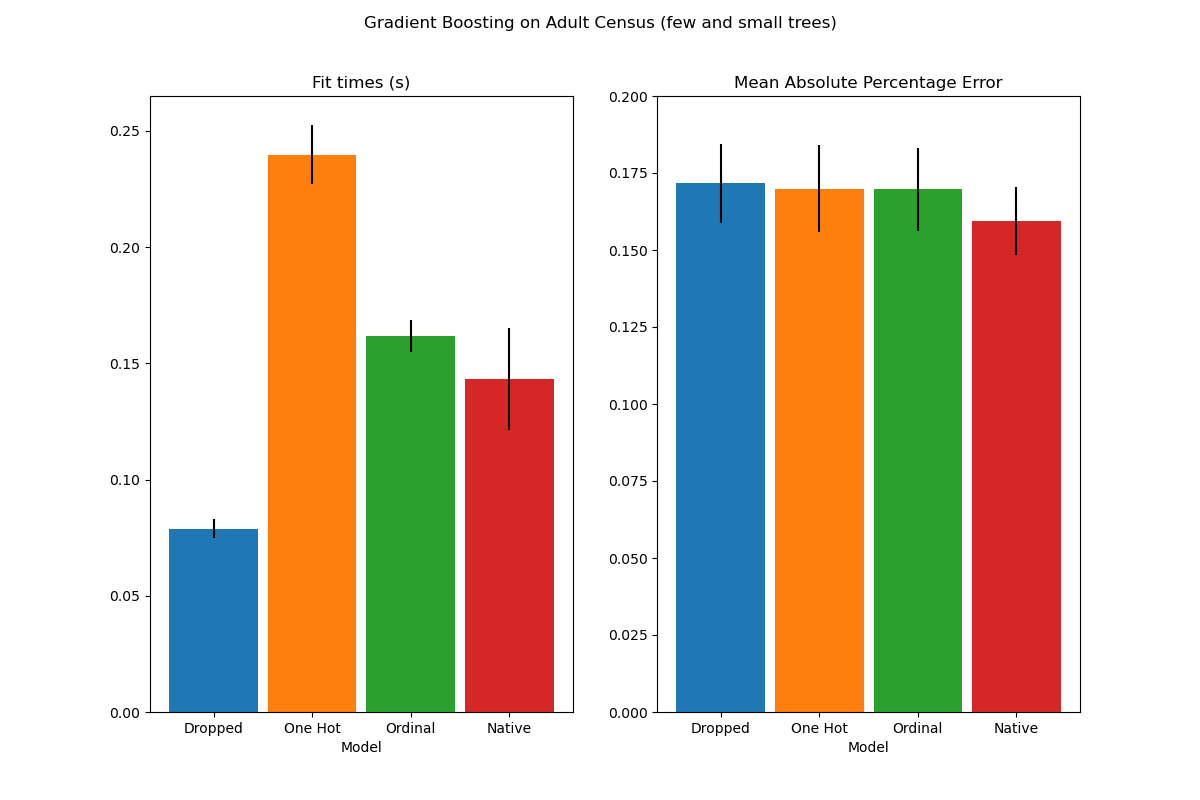 Gradient Boosting on Adult Census (few and small trees)
Fit times (s)
0.25
0.20
0.15
0.10
0.05
0.00
Dropped One Hot Ordinal Native
Model
Mean Absolute Percentage Error
0.200
0.175
0.150
0.125
0.100
0.075
0.050
0.025
0.000
Dropped One Hot Ordinal Native
Model